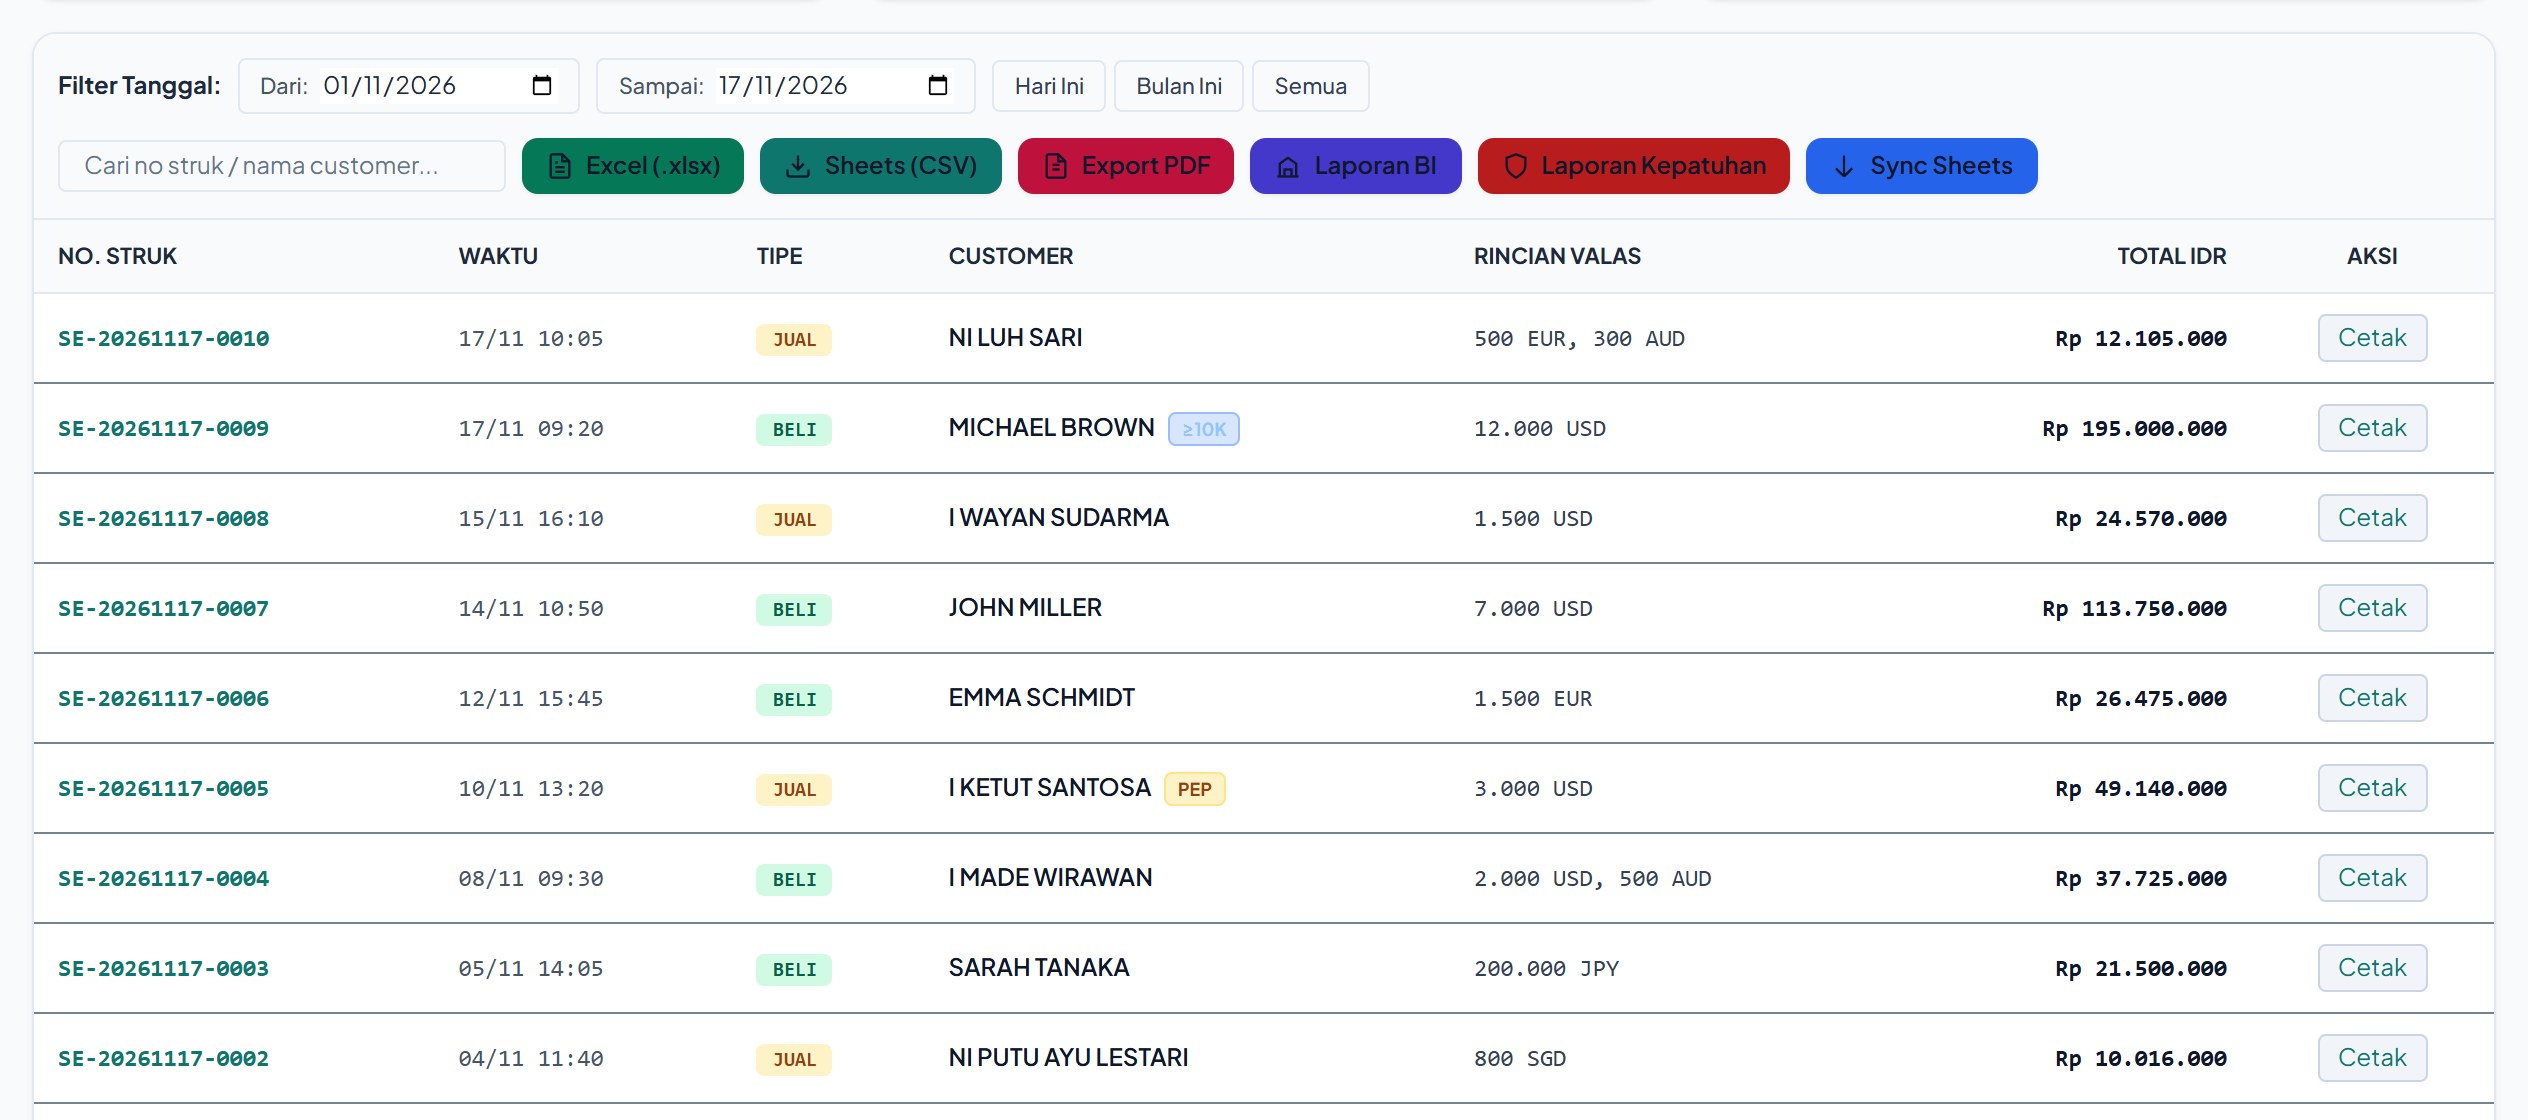 Filter Tanggal: Dari: 01/11/2026 Sampai: 17/11/2026 Hari Ini Bulan Ini Semua
Cari no struk / nama customer... Excel (.xlsx) Sheets (CSV) Export PDF Laporan BI Laporan Kepatuhan Sync Sheets
NO. STRUK WAKTU TIPE CUSTOMER RINCIAN VALAS TOTAL IDR AKSI
SE-20261117-0010 17/11 10:05 JUAL NI LUH SARI 500 EUR, 300 AUD Rp 12.105.000 Cetak
SE-20261117-0009 17/11 09:20 BELI MICHAEL BROWN ≥10K 12.000 USD Rp 195.000.000 Cetak
SE-20261117-0008 15/11 16:10 JUAL I WAYAN SUDARMA 1.500 USD Rp 24.570.000 Cetak
SE-20261117-0007 14/11 10:50 BELI JOHN MILLER 7.000 USD Rp 113.750.000 Cetak
SE-20261117-0006 12/11 15:45 BELI EMMA SCHMIDT 1.500 EUR Rp 26.475.000 Cetak
SE-20261117-0005 10/11 13:20 JUAL I KETUT SANTOSA PEP 3.000 USD Rp 49.140.000 Cetak
SE-20261117-0004 08/11 09:30 BELI I MADE WIRAWAN 2.000 USD, 500 AUD Rp 37.725.000 Cetak
SE-20261117-0003 05/11 14:05 BELI SARAH TANAKA 200.000 JPY Rp 21.500.000 Cetak
SE-20261117-0002 04/11 11:40 JUAL NI PUTU AYU LESTARI 800 SGD Rp 10.016.000 Cetak